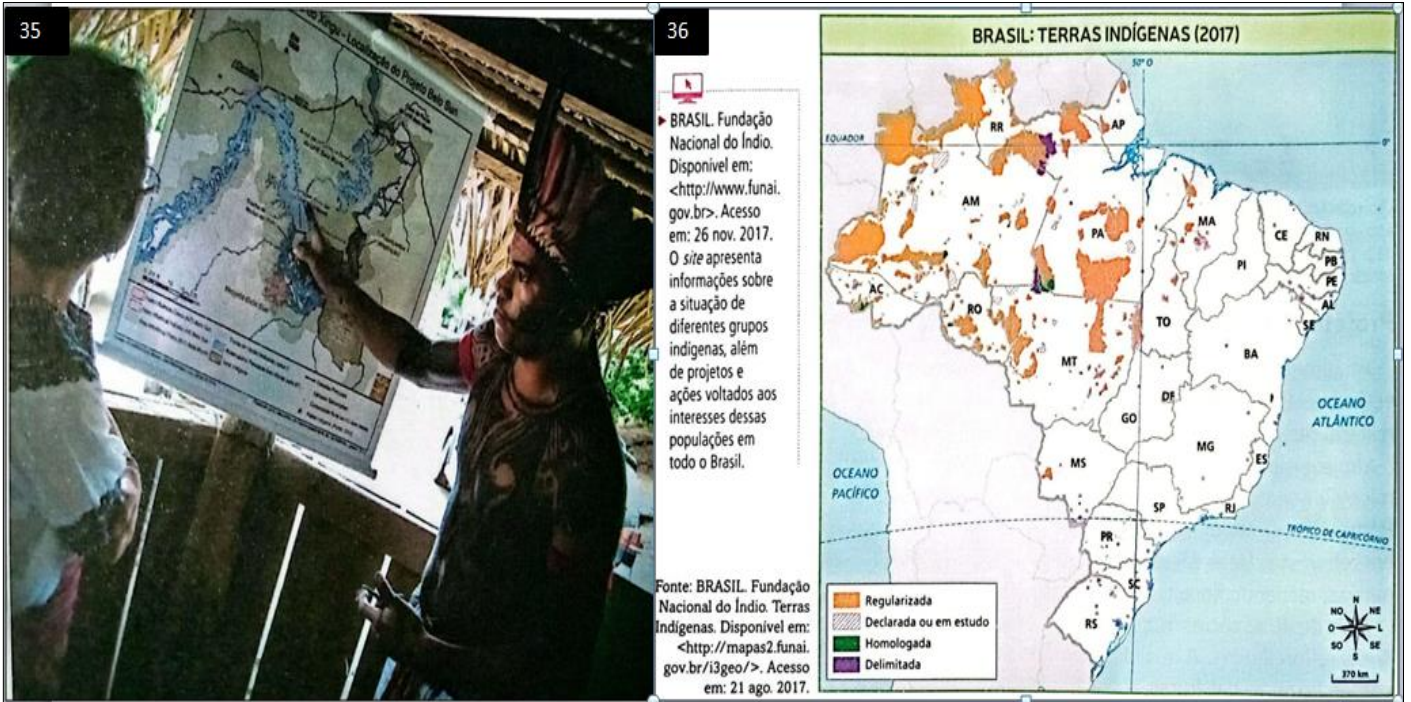 35
do Xingu - Localização do Projeto Belo Sun
36
BRASIL. Fundação
Nacional do Índio.
Disponível em:
<http://www.funai.
gov.br>. Acesso
em: 26 nov. 2017.
O site apresenta
informações sobre
a situação de
diferentes grupos
indígenas, além
de projetos e
ações voltados aos
interesses dessas
populações em
todo o Brasil.
Fonte: BRASIL. Fundação
Nacional do Índio. Terras
Indígenas. Disponível em:
<http://mapas2.funai.
gov.br/i3geo/>. Acesso
em: 21 ago. 2017.
BRASIL: TERRAS INDÍGENAS (2017)
50° O
EQUADOR
0°
RR
AP
AM
PA
MA
CE
RN
PB
PI
PE
AL
SE
AC
RO
TO
BA
MT
DF
GO
MG
ES
MS
SP
RJ
PR
SC
RS
OCEANO
ATLÂNTICO
OCEANO
PACÍFICO
TRÓPICO DE CAPRICÓRNIO
Regularizada
Declarada ou em estudo
Homologada
Delimitada
N
NO
NE
O
L
SO
SE
S
370 km